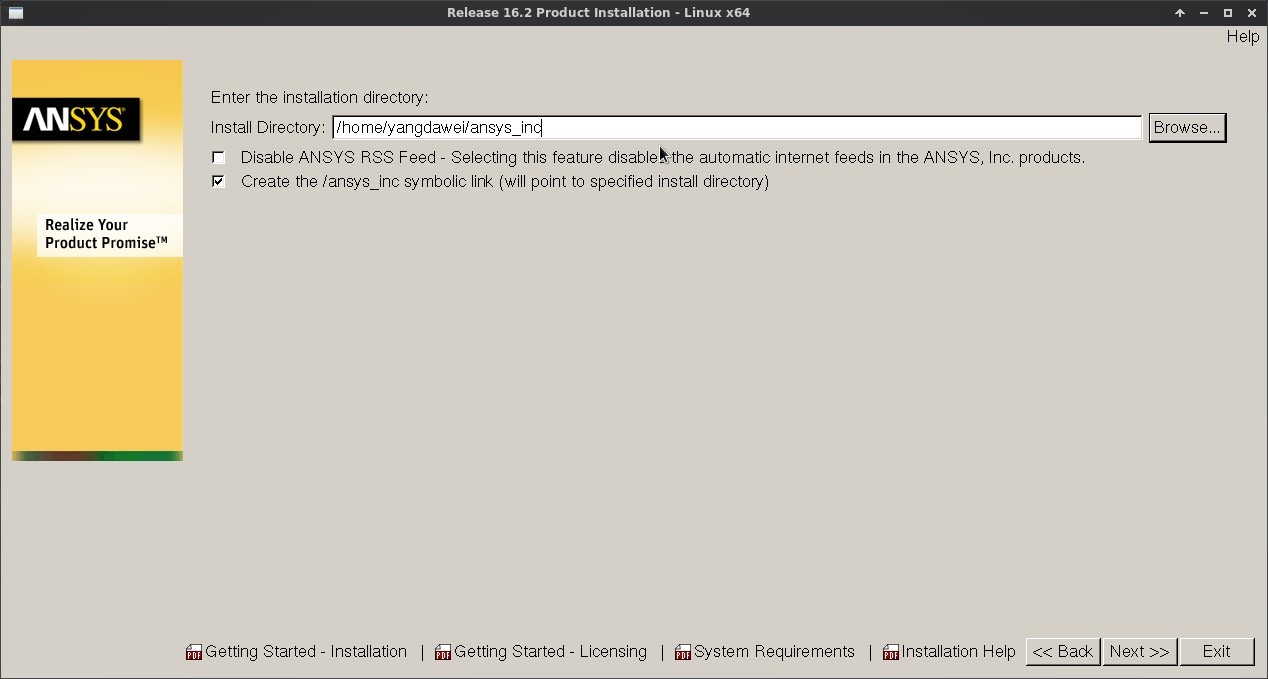 Release 16.2 Product Installation - Linux x64
Help
ANSYS®
Realize Your
Product Promise™
Enter the installation directory:
Install Directory: /home/yangdawei/ansys_inc Browse...
Disable ANSYS RSS Feed - Selecting this feature disables the automatic internet feeds in the ANSYS, Inc. products.
Create the /ansys_inc symbolic link (will point to specified install directory)
PDF Getting Started - Installation | PDF Getting Started - Licensing | PDF System Requirements | PDF Installation Help << Back Next >> Exit